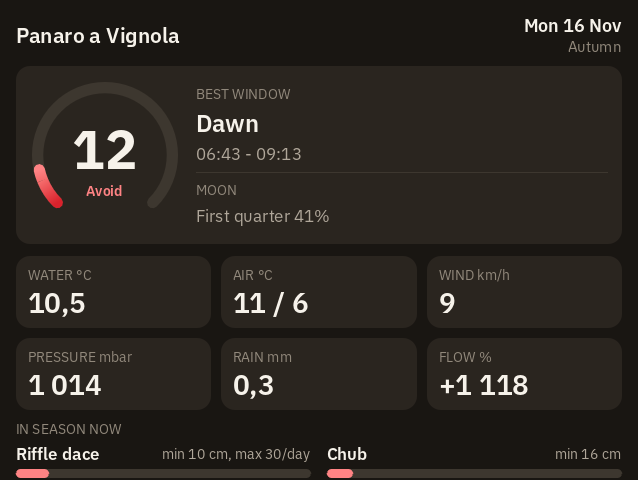 Panaro a Vignola
Mon 16 Nov
Autumn
12
Avoid
BEST WINDOW
Dawn
06:43 - 09:13
MOON
First quarter 41%
WATER °C
10,5
AIR °C
11 / 6
WIND km/h
9
PRESSURE mbar
1 014
RAIN mm
0,3
FLOW %
+1 118
IN SEASON NOW
Riffle dace
min 10 cm, max 30/day
Chub
min 16 cm